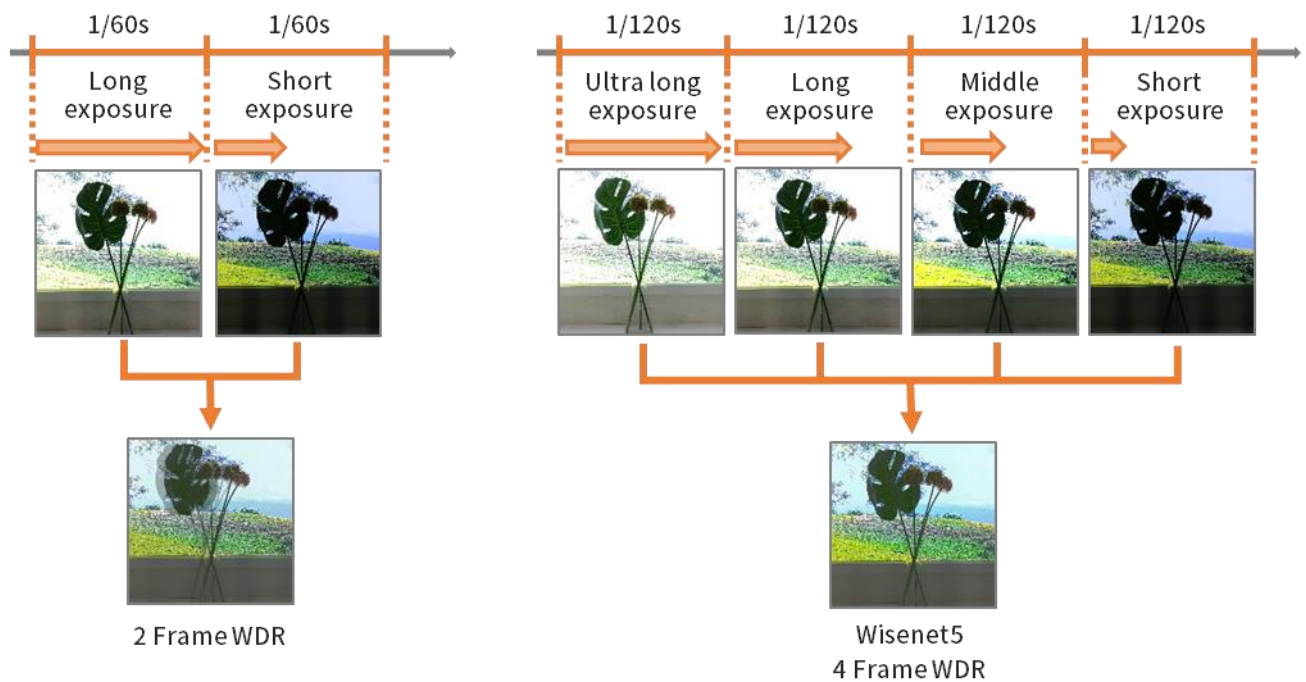 1/60s
1/60s
Long
exposure
Short
exposure
2 Frame WDR
1/120s
1/120s
1/120s
1/120s
Ultra long
exposure
Long
exposure
Middle
exposure
Short
exposure
Wisenet5
4 Frame WDR